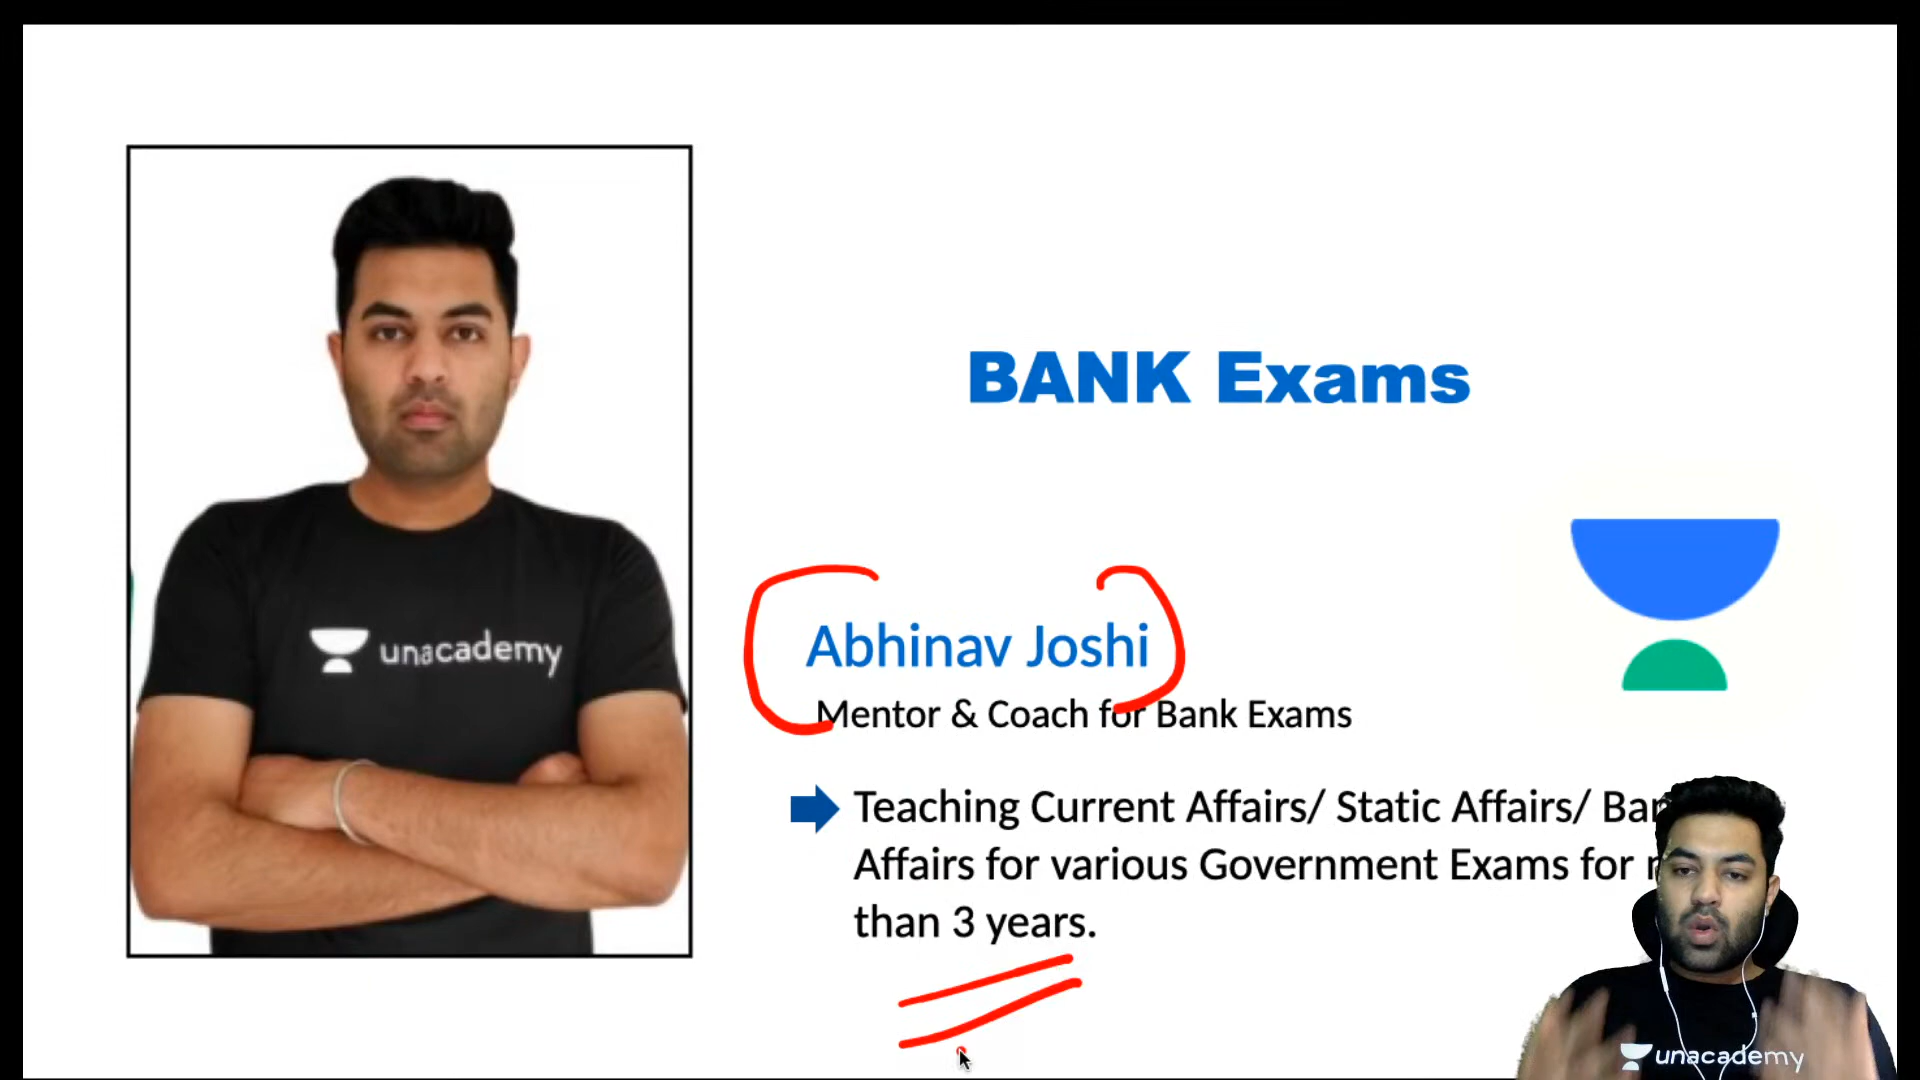 BANK Exams
unacademy
Abhinav Joshi
Mentor & Coach for Bank Exams
Teaching Current Affairs/ Static Affairs/
Affairs for various Government Exams for
than 3 years.
unacademy